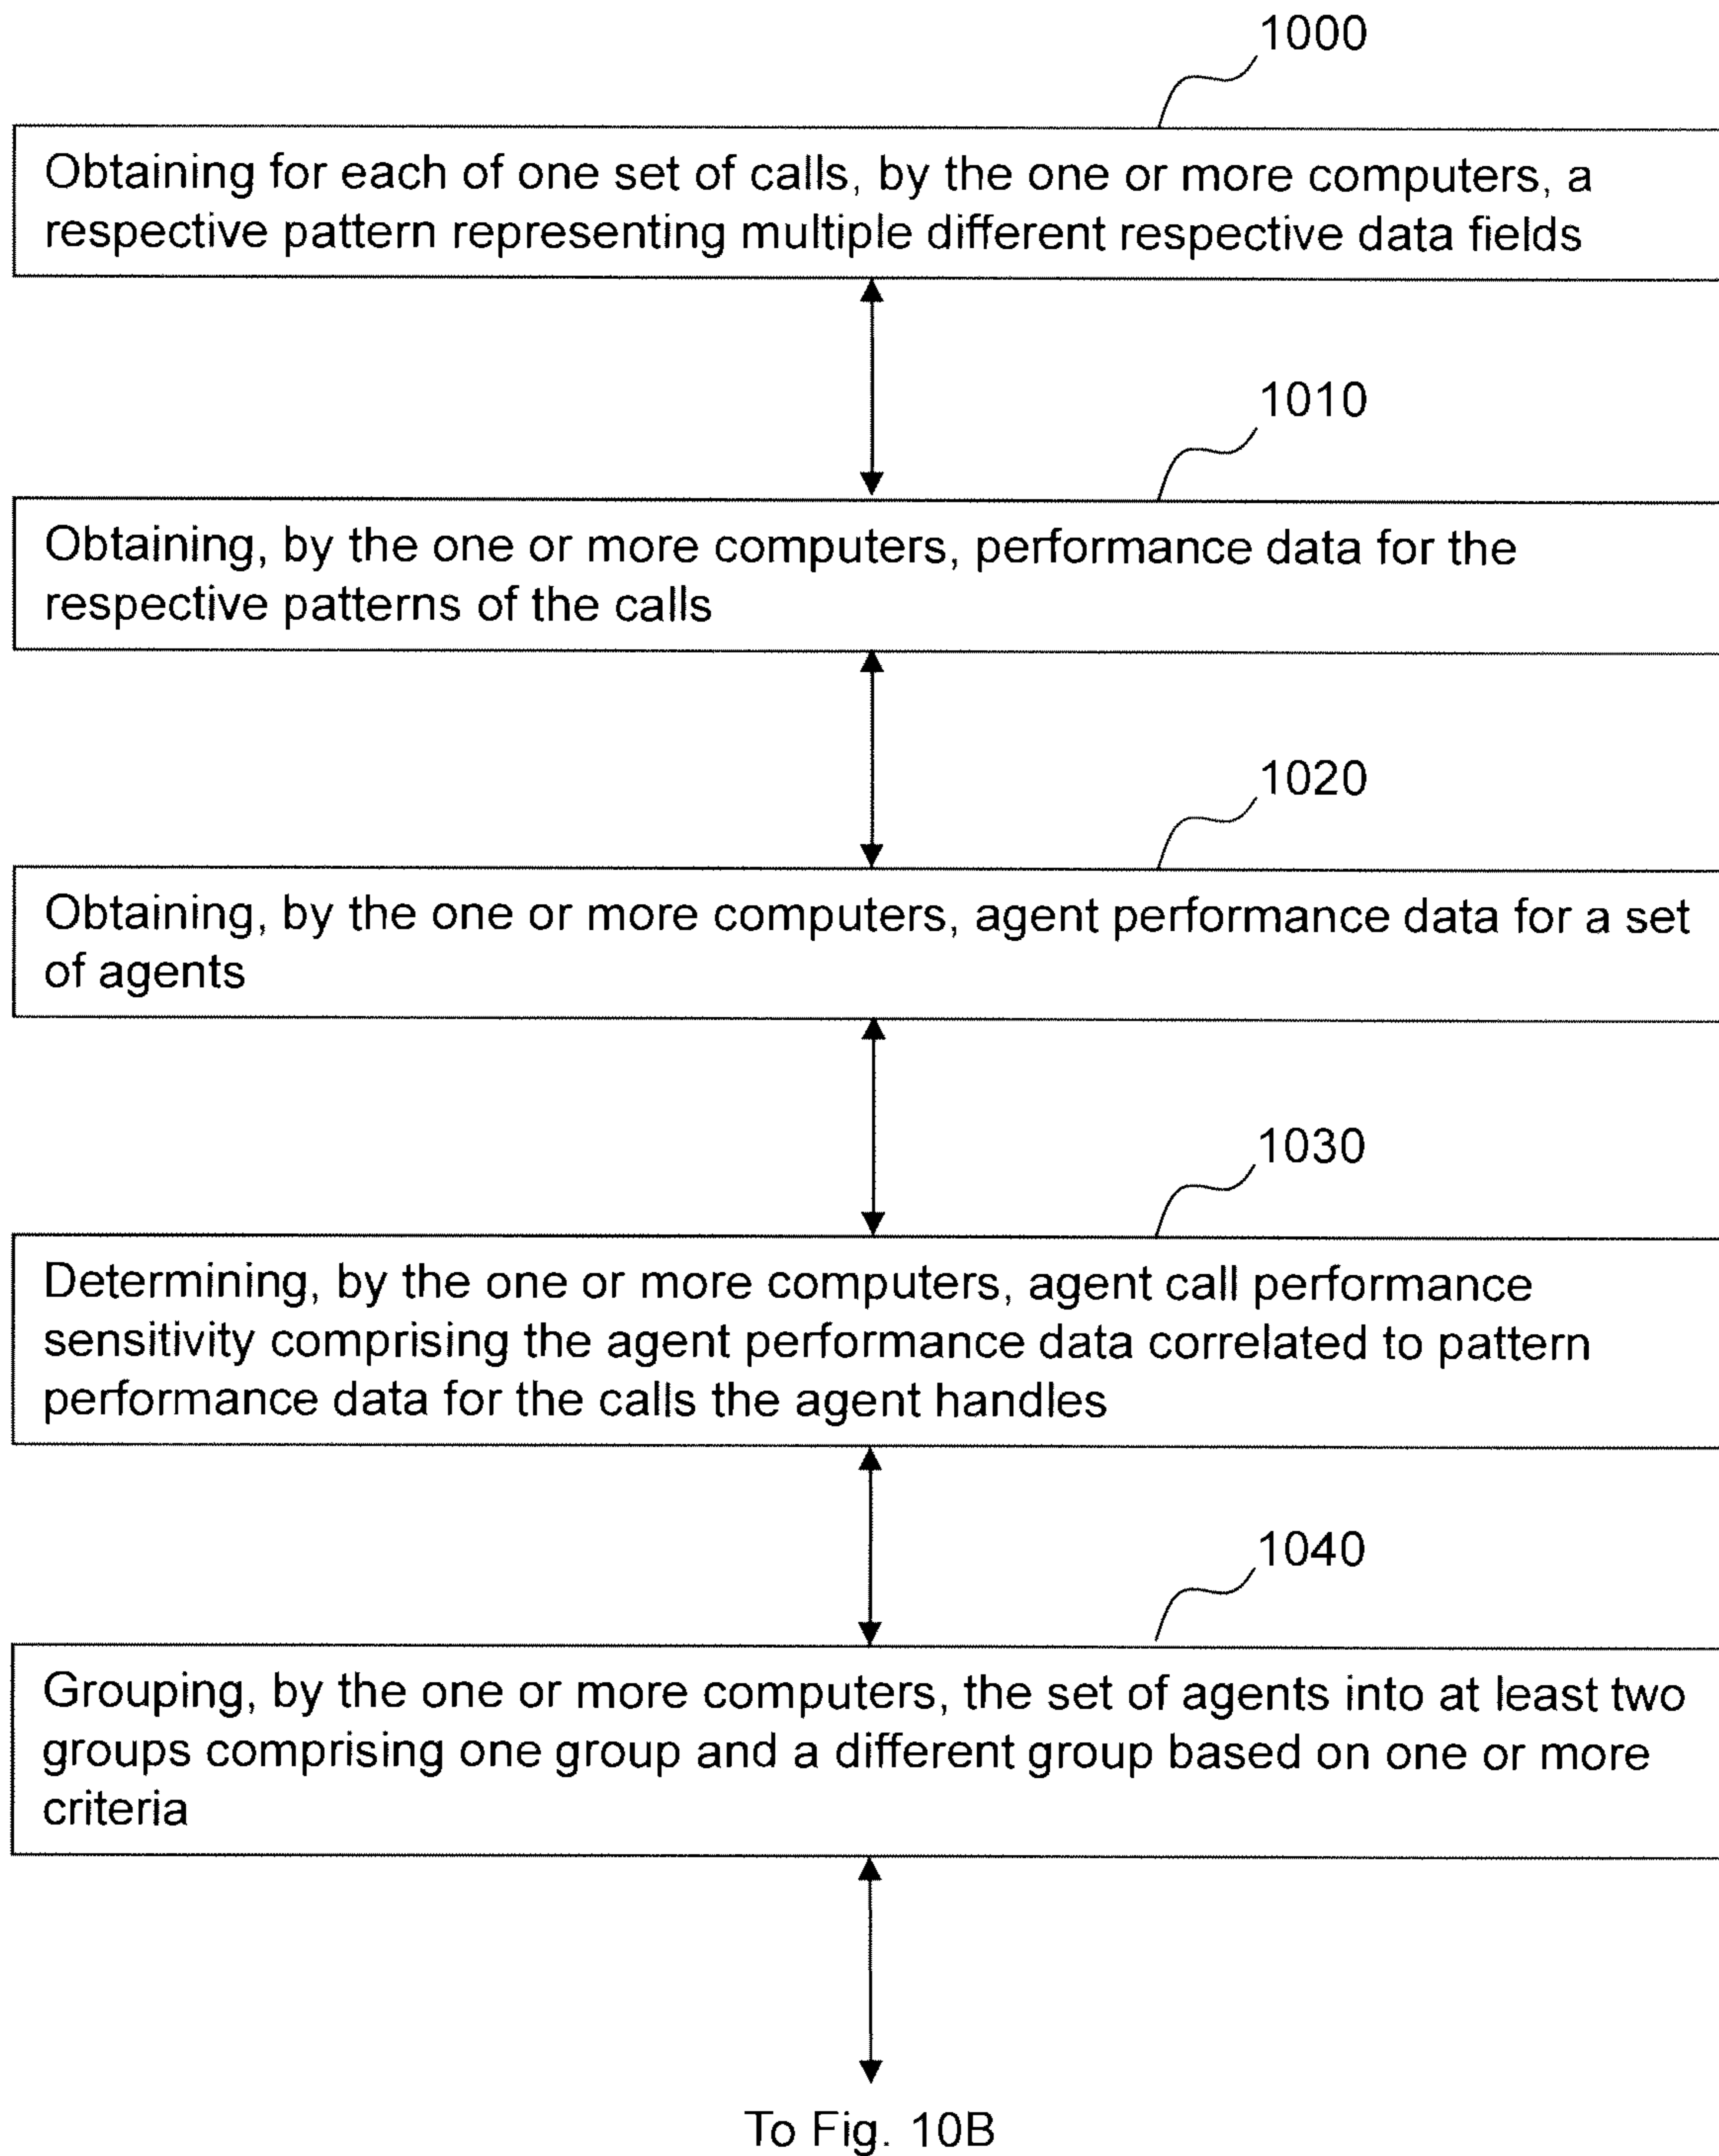 1000
Obtaining for each of one set of calls, by the one or more computers, a
respective pattern representing multiple different respective data fields
1010
Obtaining, by the one or more computers, performance data for the
respective patterns of the calls
1020
Obtaining, by the one or more computers, agent performance data for a set
of agents
1030
Determining, by the one or more computers, agent call performance
sensitivity comprising the agent performance data correlated to pattern
performance data for the calls the agent handles
1040
Grouping, by the one or more computers, the set of agents into at least two
groups comprising one group and a different group based on one or more
criteria
To Fig. 10B